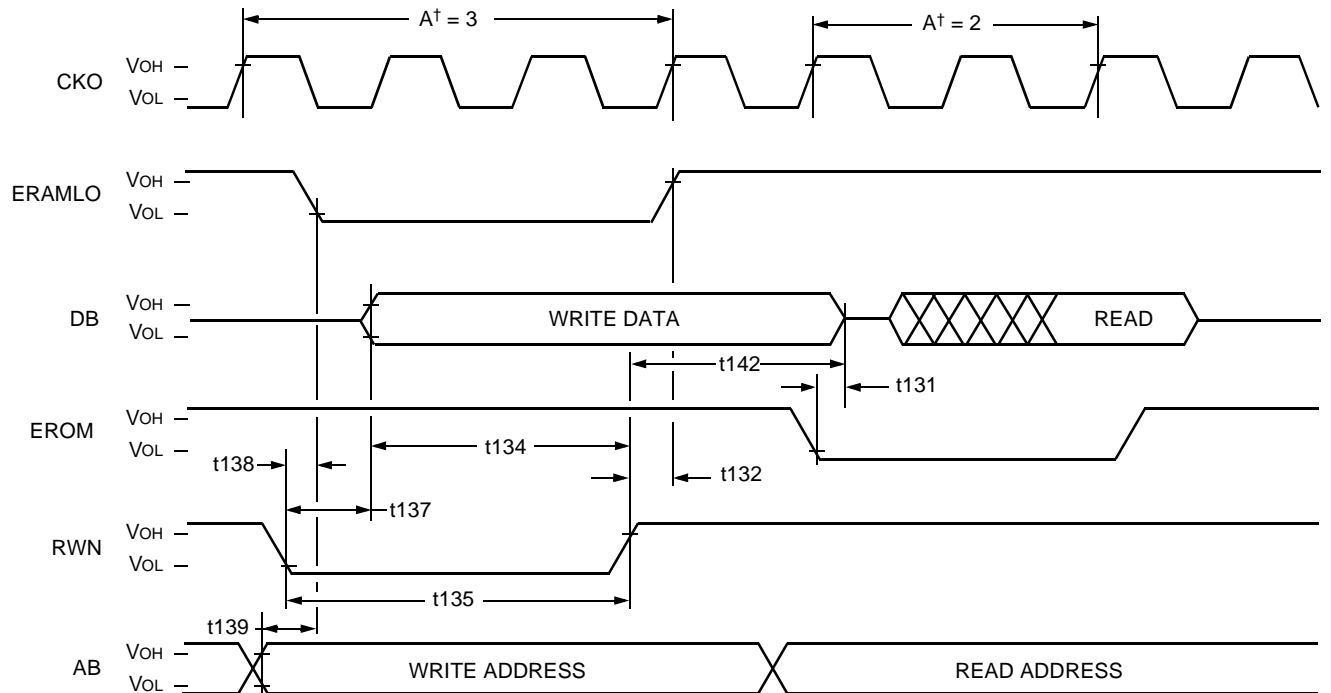 A† = 3
A† = 2
CKO
VOH
VOL
ERAMLO
VOH
VOL
DB
VOH
VOL
WRITE DATA
READ
t142
t131
EROM
VOH
VOL
t138
t134
t132
t137
RWN
VOH
VOL
t135
t139
AB
VOH
VOL
WRITE ADDRESS
READ ADDRESS